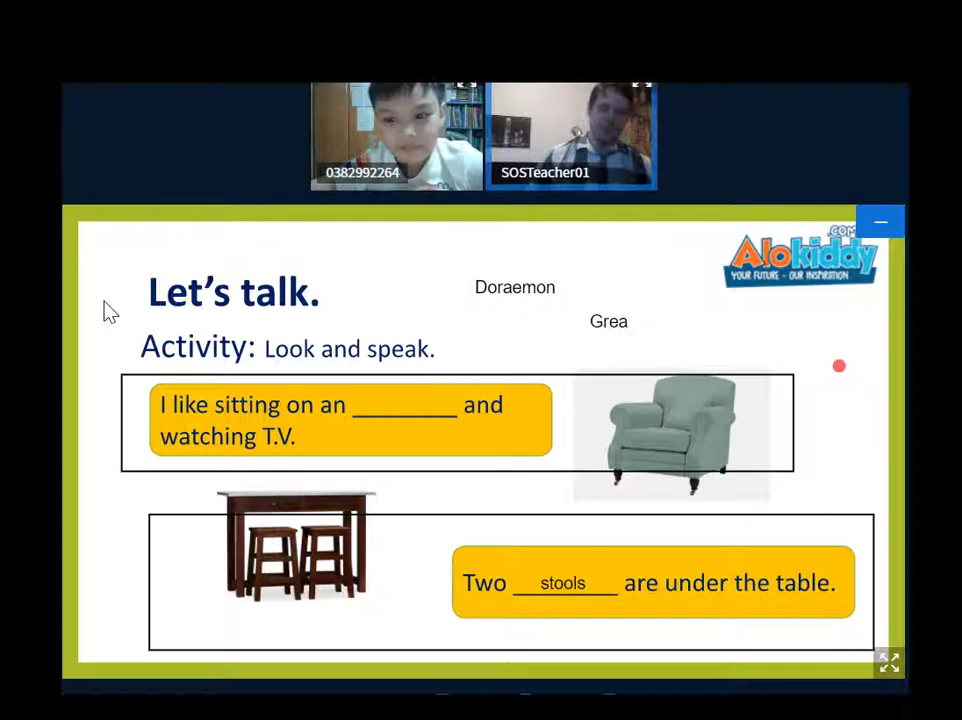 0382992264
SOSTeacher01
.COM
Alokiddy
YOUR FUTURE - OUR INSPIRATION
Let's talk.
Doraemon
Grea
Activity: Look and speak.
I like sitting on an _________ and
watching T.V.
Two __stools__ are under the table.